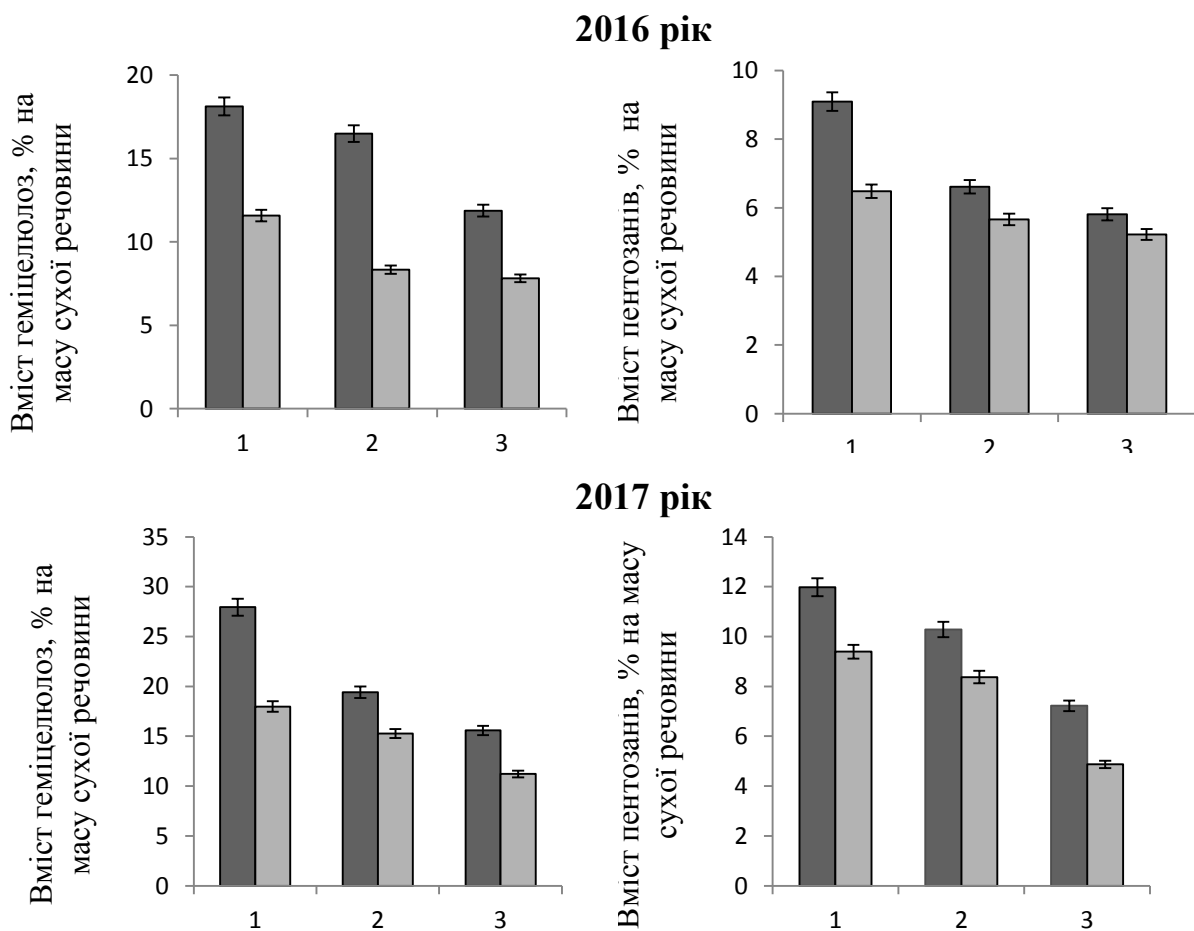 2016 рік
Вміст геміцелюлоз, % на
масу сухої речовини
20
15
10
5
0
1 2 3
Вміст пентозанів, % на
масу сухої речовини
10
8
6
4
2
0
1 2 3
2017 рік
Вміст геміцелюлоз, % на
масу сухої речовини
35
30
25
20
15
10
5
0
1 2 3
Вміст пентозанів, % на масу
сухої речовини
14
12
10
8
6
4
2
0
1 2 3